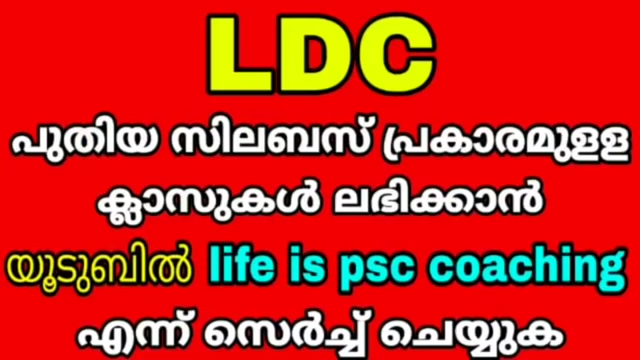 LDC
പുതിയ സിലബസ് പ്രകാരമുള്ള
ക്ലാസുകൾ ലഭിക്കാൻ
യൂടുബിൽ life is psc coaching
എന്ന് സെർച്ച് ചെയ്യുക